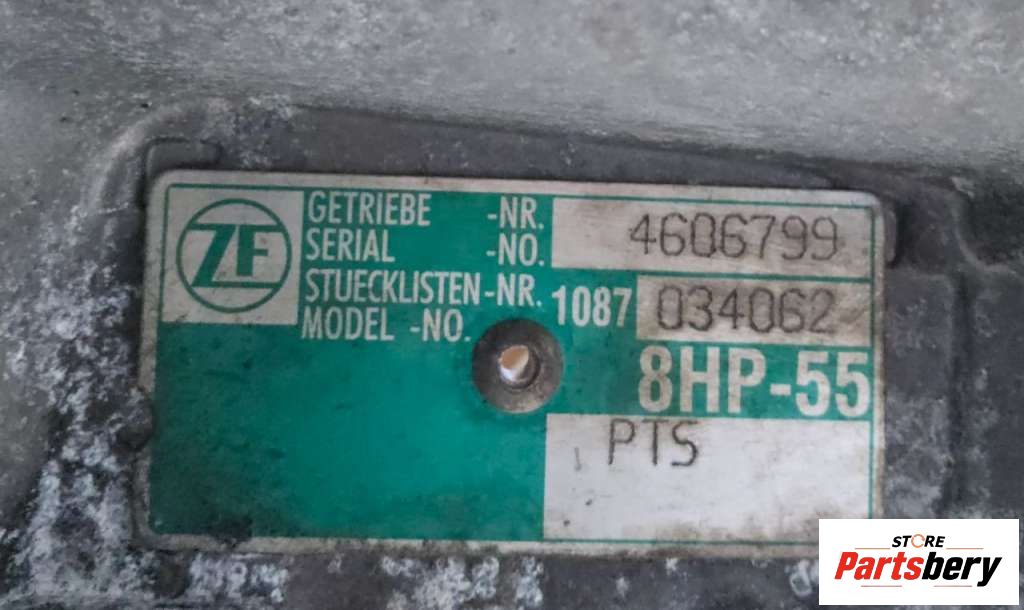 ZF
GETRIEBE -NR. 4606799
SERIAL -NO.
STUECKLISTEN-NR. 1087 034062
MODEL -NO.
8HP-55
PTS
STORE
Partsbery